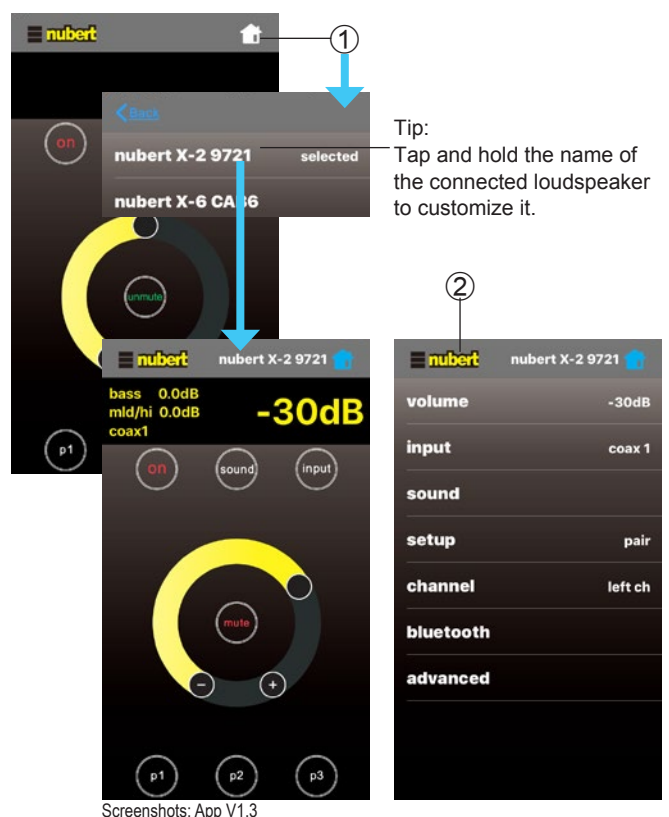 nubert
1
Back
on
nubert X-2 9721 selected
nubert X-6 CA 6
Tip:
Tap and hold the name of
the connected loudspeaker
to customize it.
unmute
p1
nubert nubert X-2 9721
bass 0.0dB
mld/hi 0.0dB
coax1
-30dB
on sound input
mute
- +
p1 p2 p3
2
nubert nubert X-2 9721
volume -30dB
input coax 1
sound
setup pair
channel left ch
bluetooth
advanced
Screenshots: App V1.3